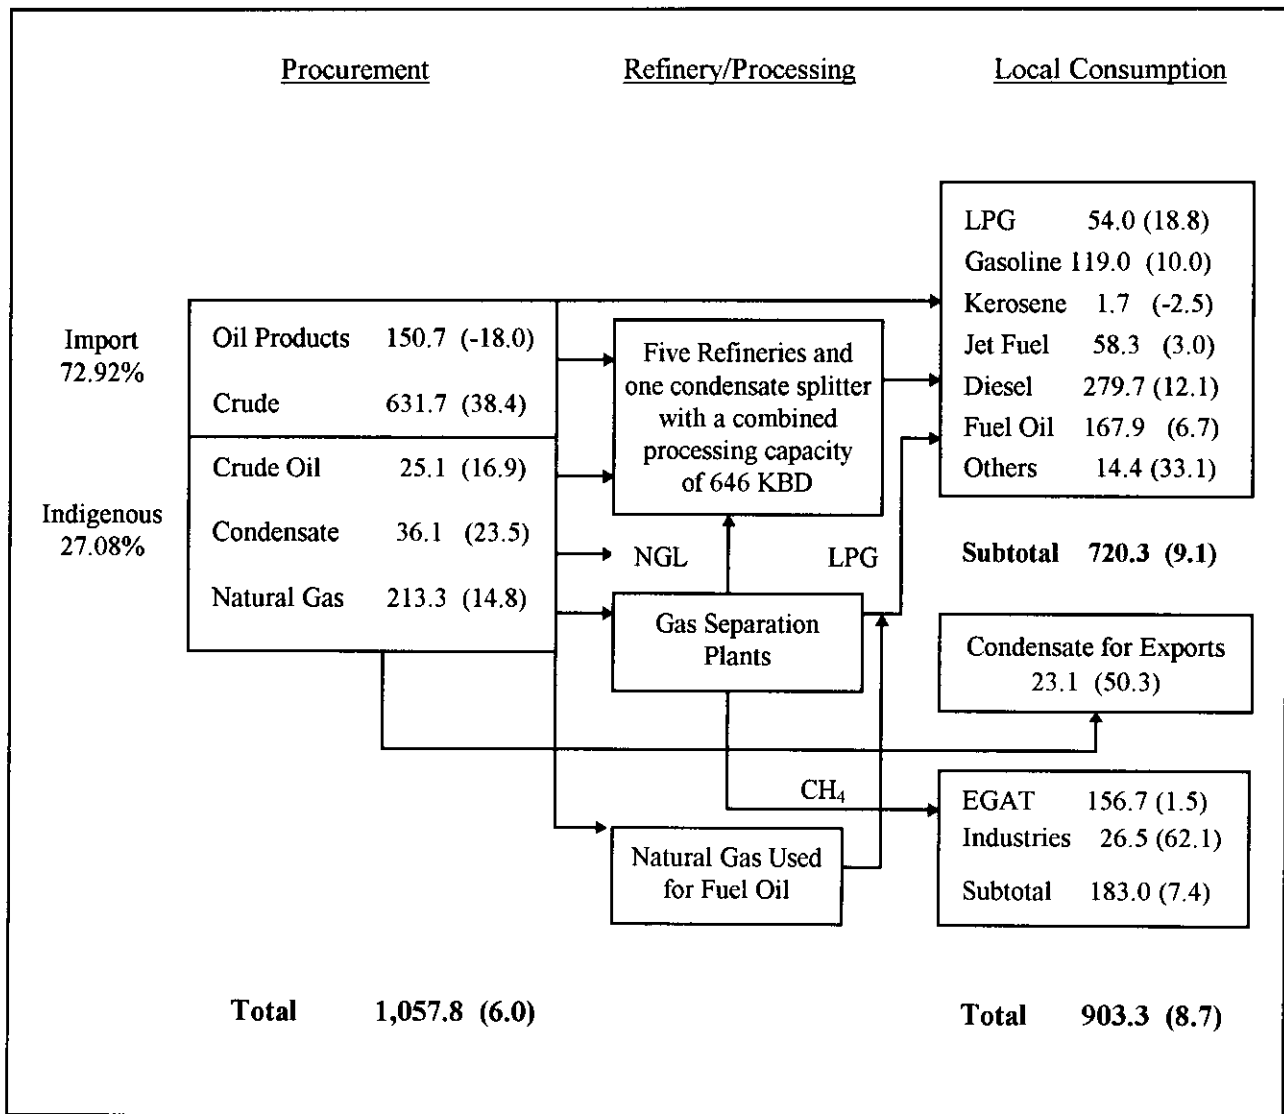 Procurement Refinery/Processing Local Consumption
Import
72.92%
Oil Products 150.7 (-18.0)
Crude 631.7 (38.4)
Indigenous
27.08%
Crude Oil 25.1 (16.9)
Condensate 36.1 (23.5)
Natural Gas 213.3 (14.8)
Five Refineries and
one condensate splitter
with a combined
processing capacity
of 646 KBD
NGL LPG
Gas Separation
Plants
CH₄
Natural Gas Used
for Fuel Oil
LPG 54.0 (18.8)
Gasoline 119.0 (10.0)
Kerosene 1.7 (-2.5)
Jet Fuel 58.3 (3.0)
Diesel 279.7 (12.1)
Fuel Oil 167.9 (6.7)
Others 14.4 (33.1)
Subtotal 720.3 (9.1)
Condensate for Exports
23.1 (50.3)
EGAT 156.7 (1.5)
Industries 26.5 (62.1)
Subtotal 183.0 (7.4)
Total 1,057.8 (6.0)
Total 903.3 (8.7)